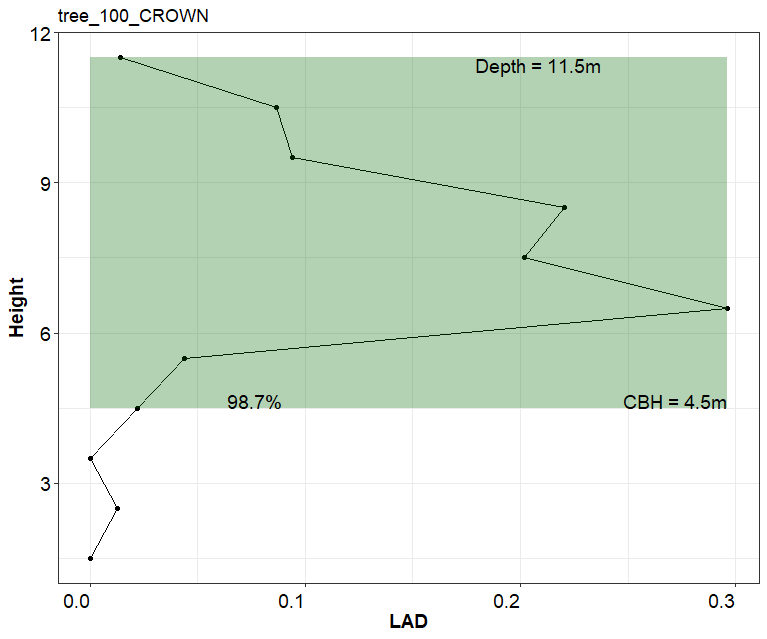 tree_100_CROWN
12
Depth = 11.5m
9
Height
6
98.7%
CBH = 4.5m
3
0.0
0.1
0.2
0.3
LAD